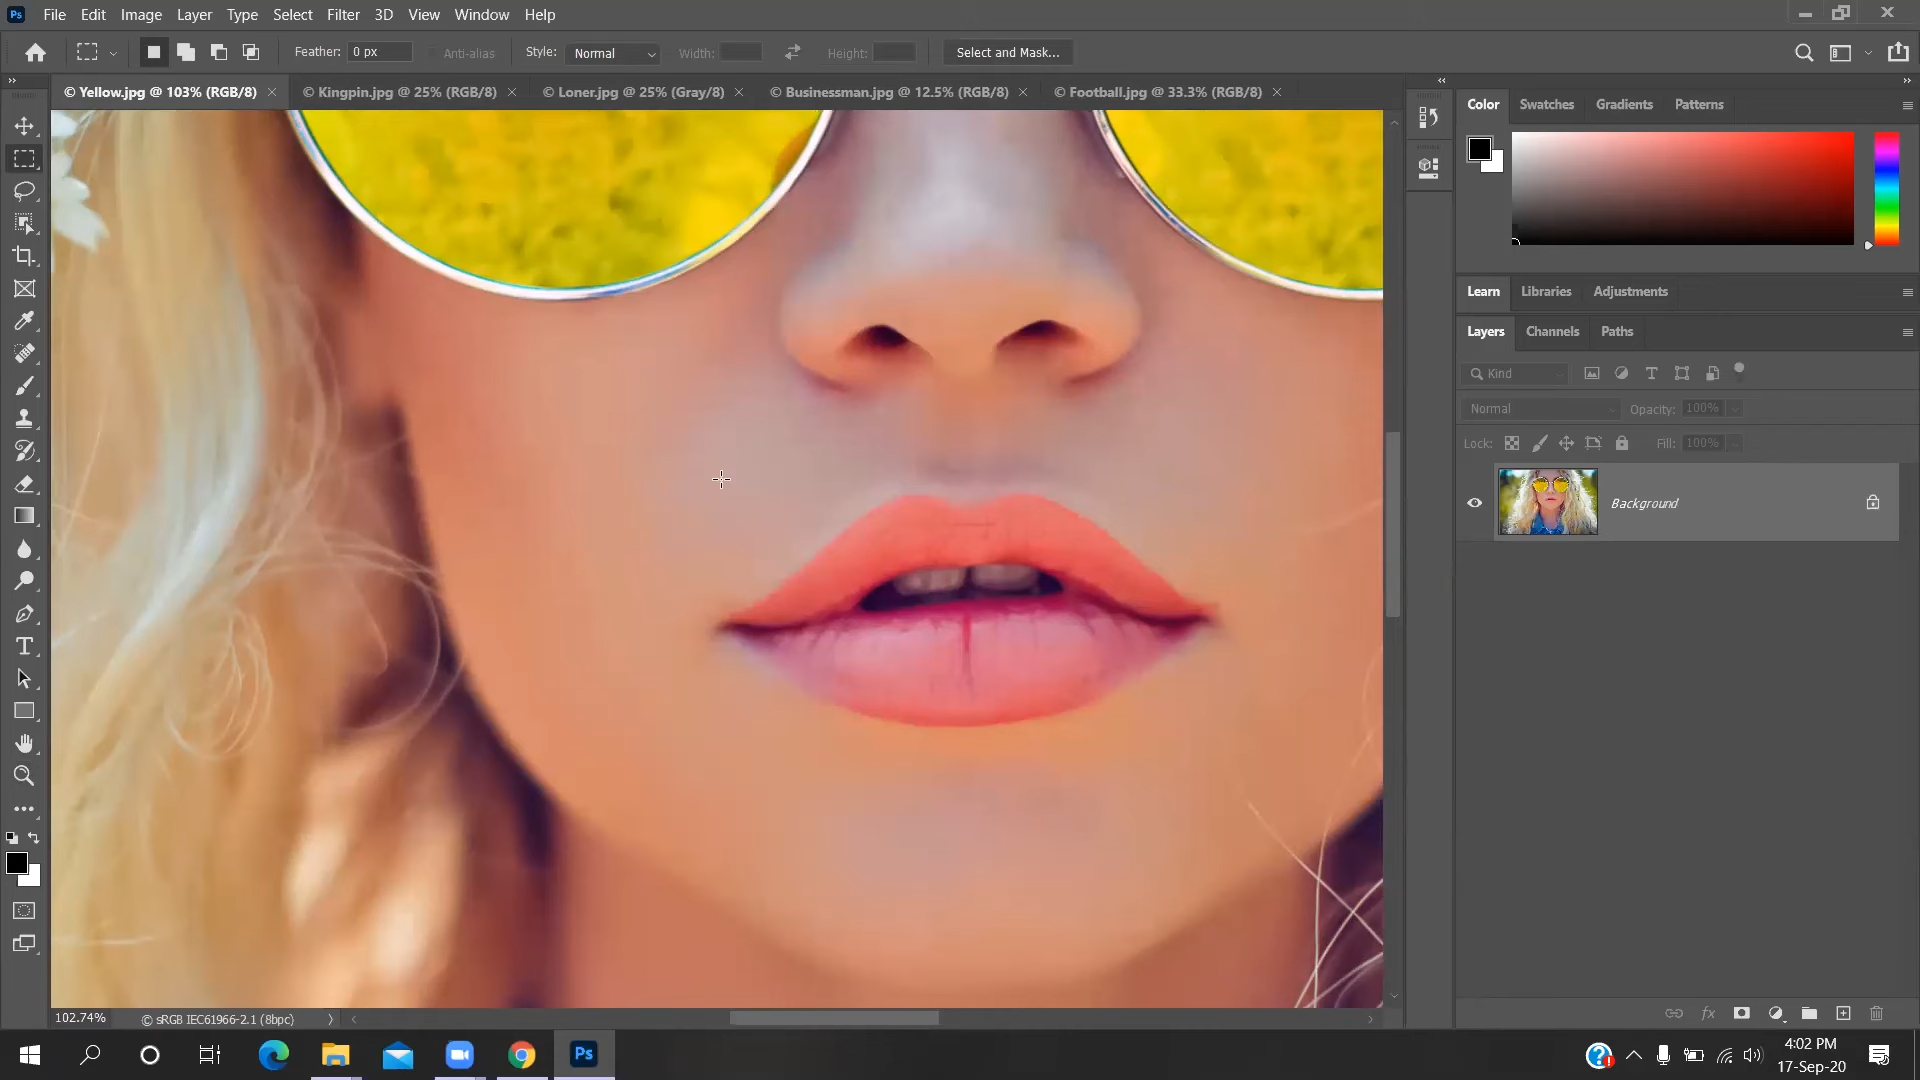 Ps File Edit Image Layer Type Select Filter 3D View Window Help
Feather: 0 px Anti-alias Style: Normal Width: Height: Select and Mask...
© Yellow.jpg @ 103% (RGB/8) © Kingpin.jpg @ 25% (RGB/8) © Loner.jpg @ 25% (Gray/8) © Businessman.jpg @ 12.5% (RGB/8) © Football.jpg @ 33.3% (RGB/8)
Color Swatches Gradients Patterns
Learn Libraries Adjustments
Layers Channels Paths
Kind
Normal Opacity: 100%
Lock: Fill: 100%
Background
fx
102.74% © sRGB IEC61966-2.1 (8bpc)
Ps
4:02 PM
17-Sep-20